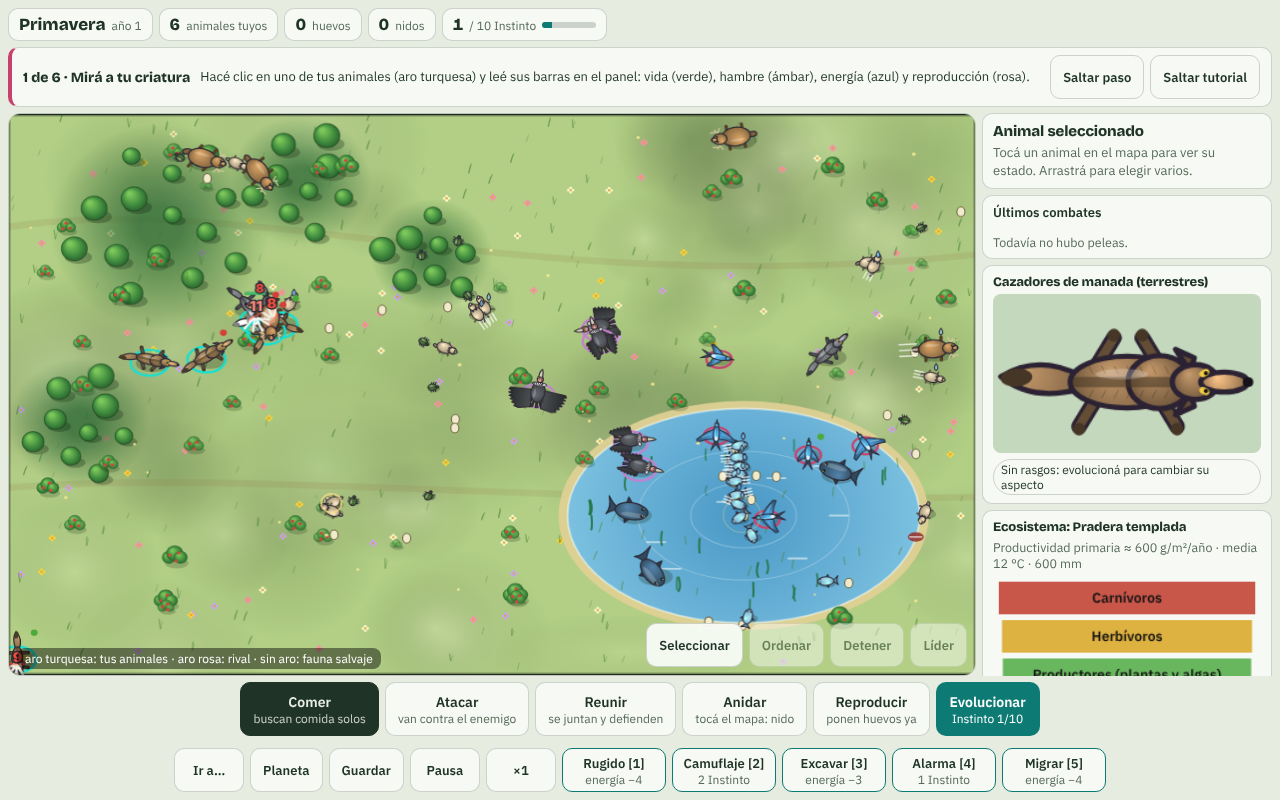 Primavera año 1
6 animales tuyos
0 huevos
0 nidos
1 / 10 Instinto
1 de 6 · Mirá a tu criatura
Hacé clic en uno de tus animales (aro turquesa) y leé sus barras en el panel: vida (verde), hambre (ámbar), energía (azul) y reproducción (rosa).
Saltar paso
Saltar tutorial
8
11
8
9
aro turquesa: tus animales · aro rosa: rival · sin aro: fauna salvaje
Seleccionar
Ordenar
Detener
Líder
Animal seleccionado
Tocá un animal en el mapa para ver su
estado. Arrastrá para elegir varios.
Últimos combates
Todavía no hubo peleas.
Cazadores de manada (terrestres)
Sin rasgos: evolucioná para cambiar su
aspecto
Ecosistema: Pradera templada
Productividad primaria ≈ 600 g/m²/año · media
12 °C · 600 mm
Carnívoros
Herbívoros
Productores (plantas y algas)
Comer
buscan comida solos
Atacar
van contra el enemigo
Reunir
se juntan y defienden
Anidar
tocá el mapa: nido
Reproducir
ponen huevos ya
Evolucionar
Instinto 1/10
Ir a...
Planeta
Guardar
Pausa
×1
Rugido [1]
energía −4
Camuflaje [2]
2 Instinto
Excavar [3]
energía −3
Alarma [4]
1 Instinto
Migrar [5]
energía −4